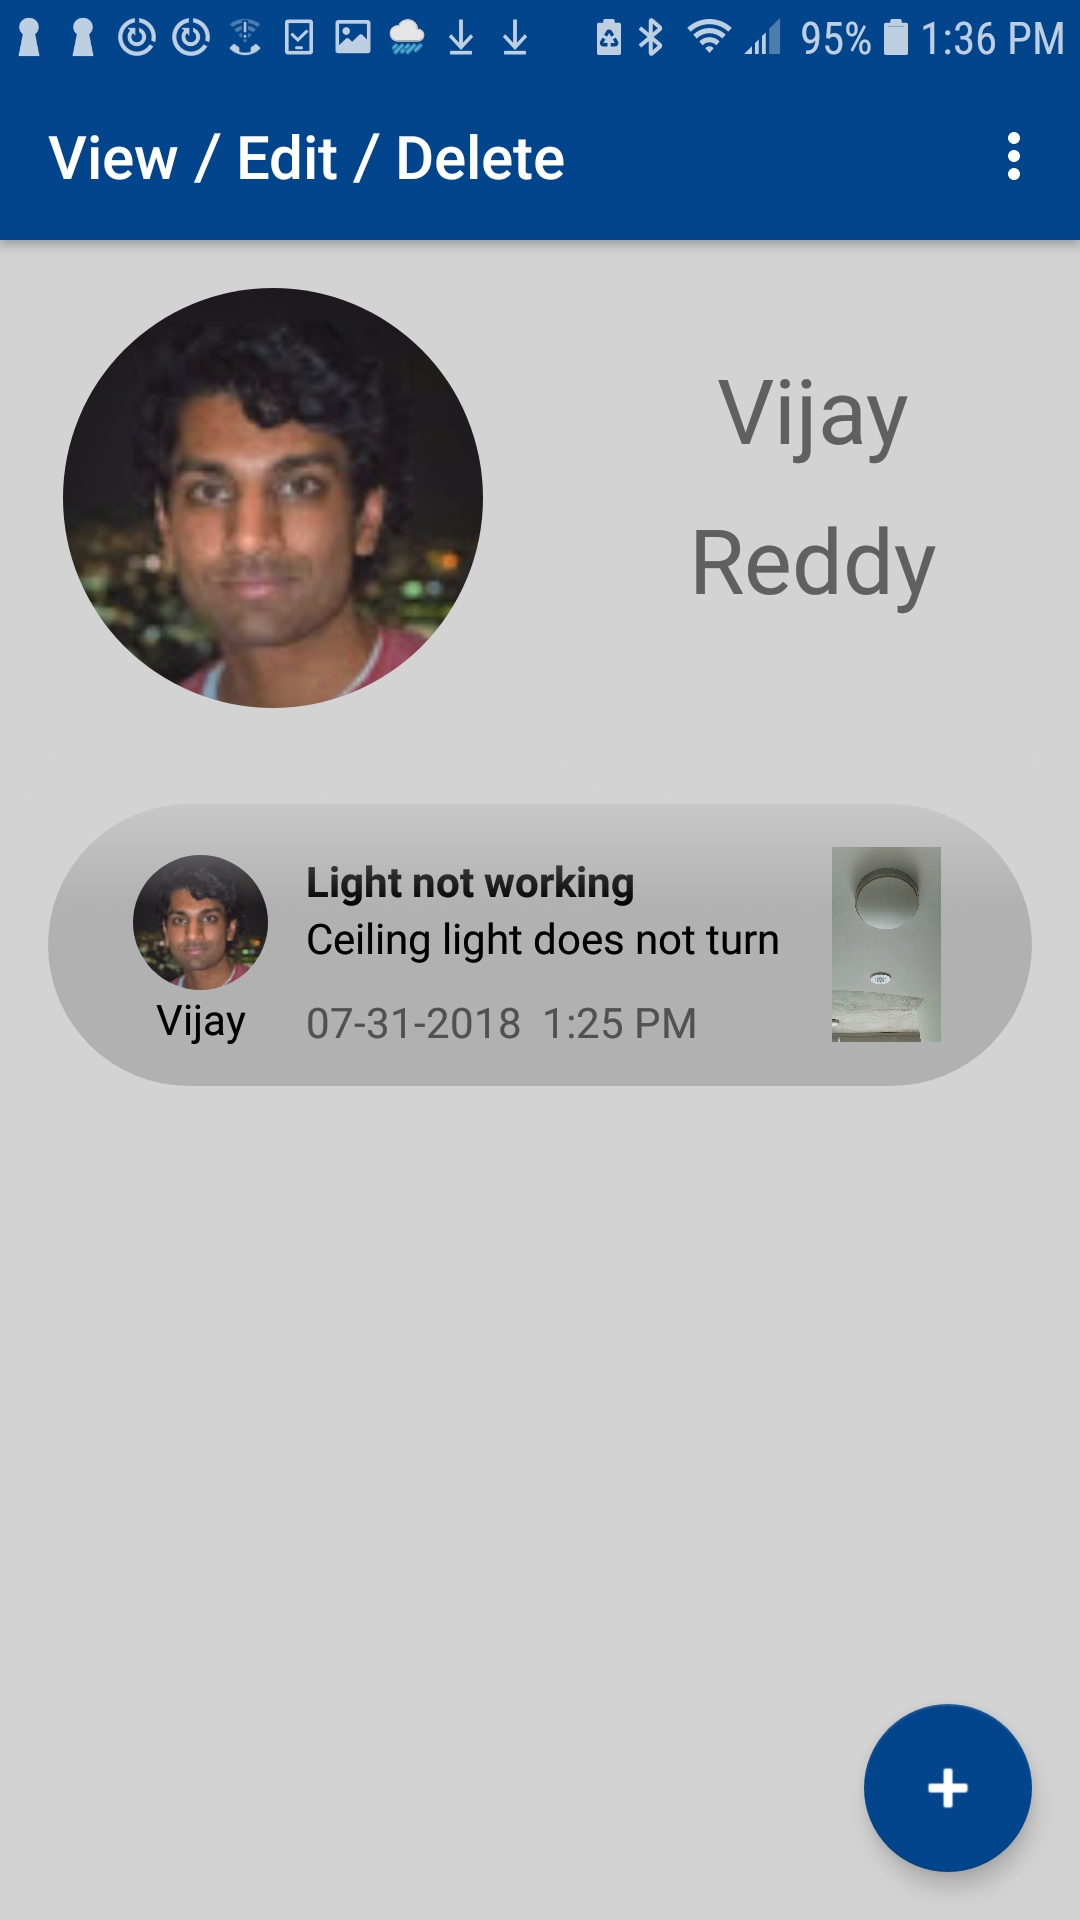 95% 1:36 PM
View / Edit / Delete
Vijay
Reddy
Light not working
Ceiling light does not turn
Vijay
07-31-2018 1:25 PM